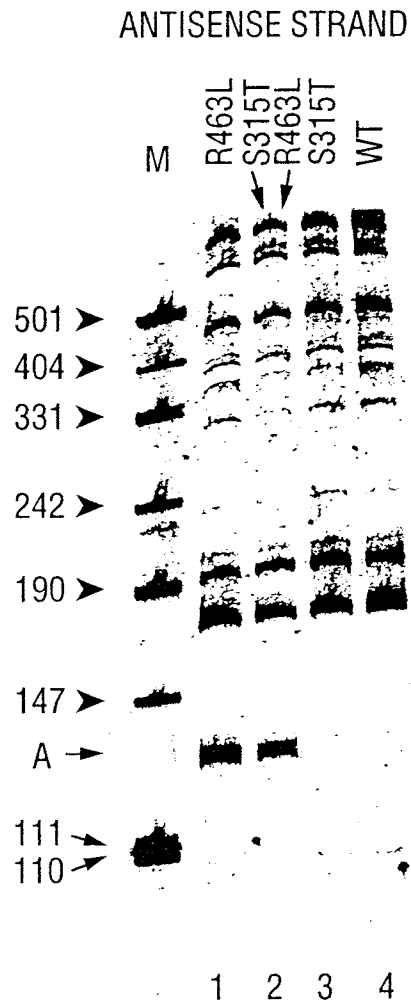 ANTISENSE STRAND
M
R463L
S315T
R463L
S315T
WT
501
404
331
242
190
147
A
111
110
1 2 3 4